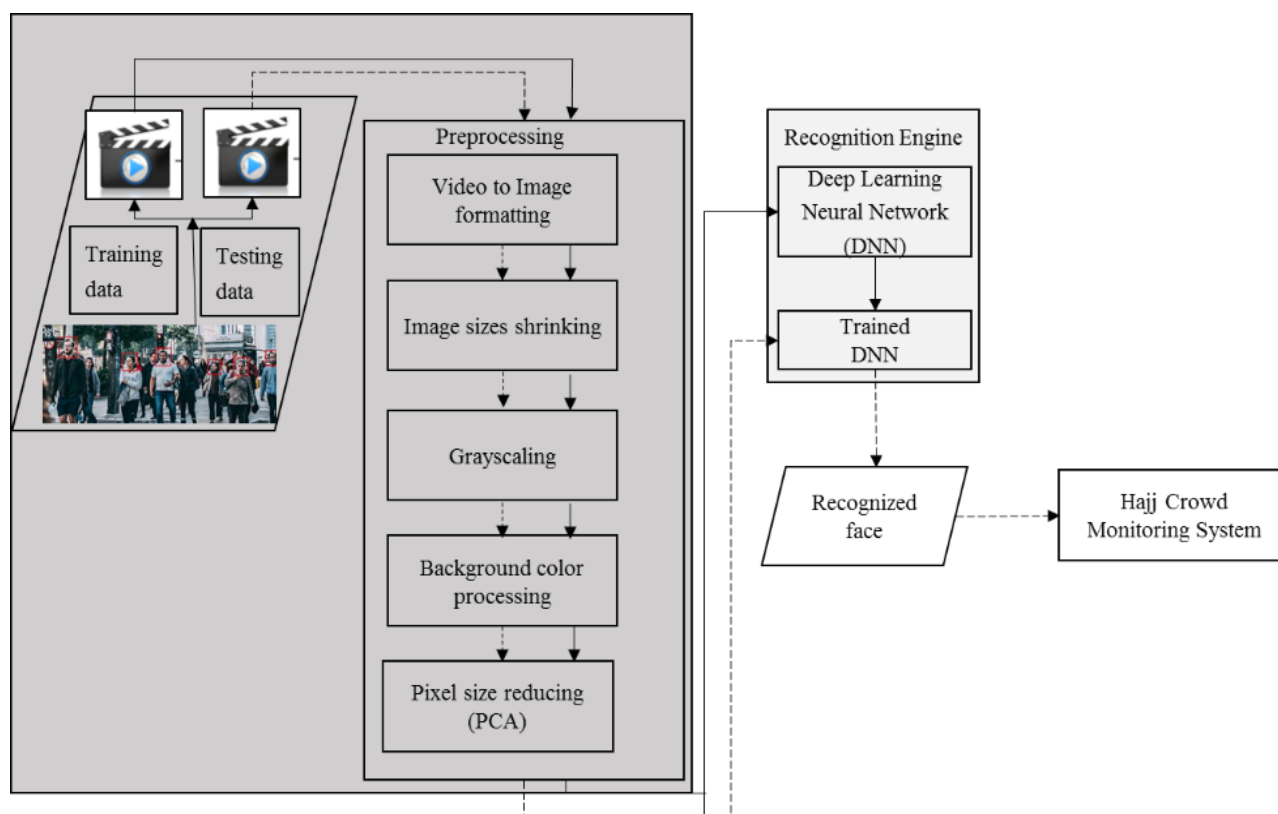 Training
data
Testing
data
Preprocessing
Video to Image
formatting
Image sizes shrinking
Grayscaling
Background color
processing
Pixel size reducing
(PCA)
Recognition Engine
Deep Learning
Neural Network
(DNN)
Trained
DNN
Recognized
face
Hajj Crowd
Monitoring System